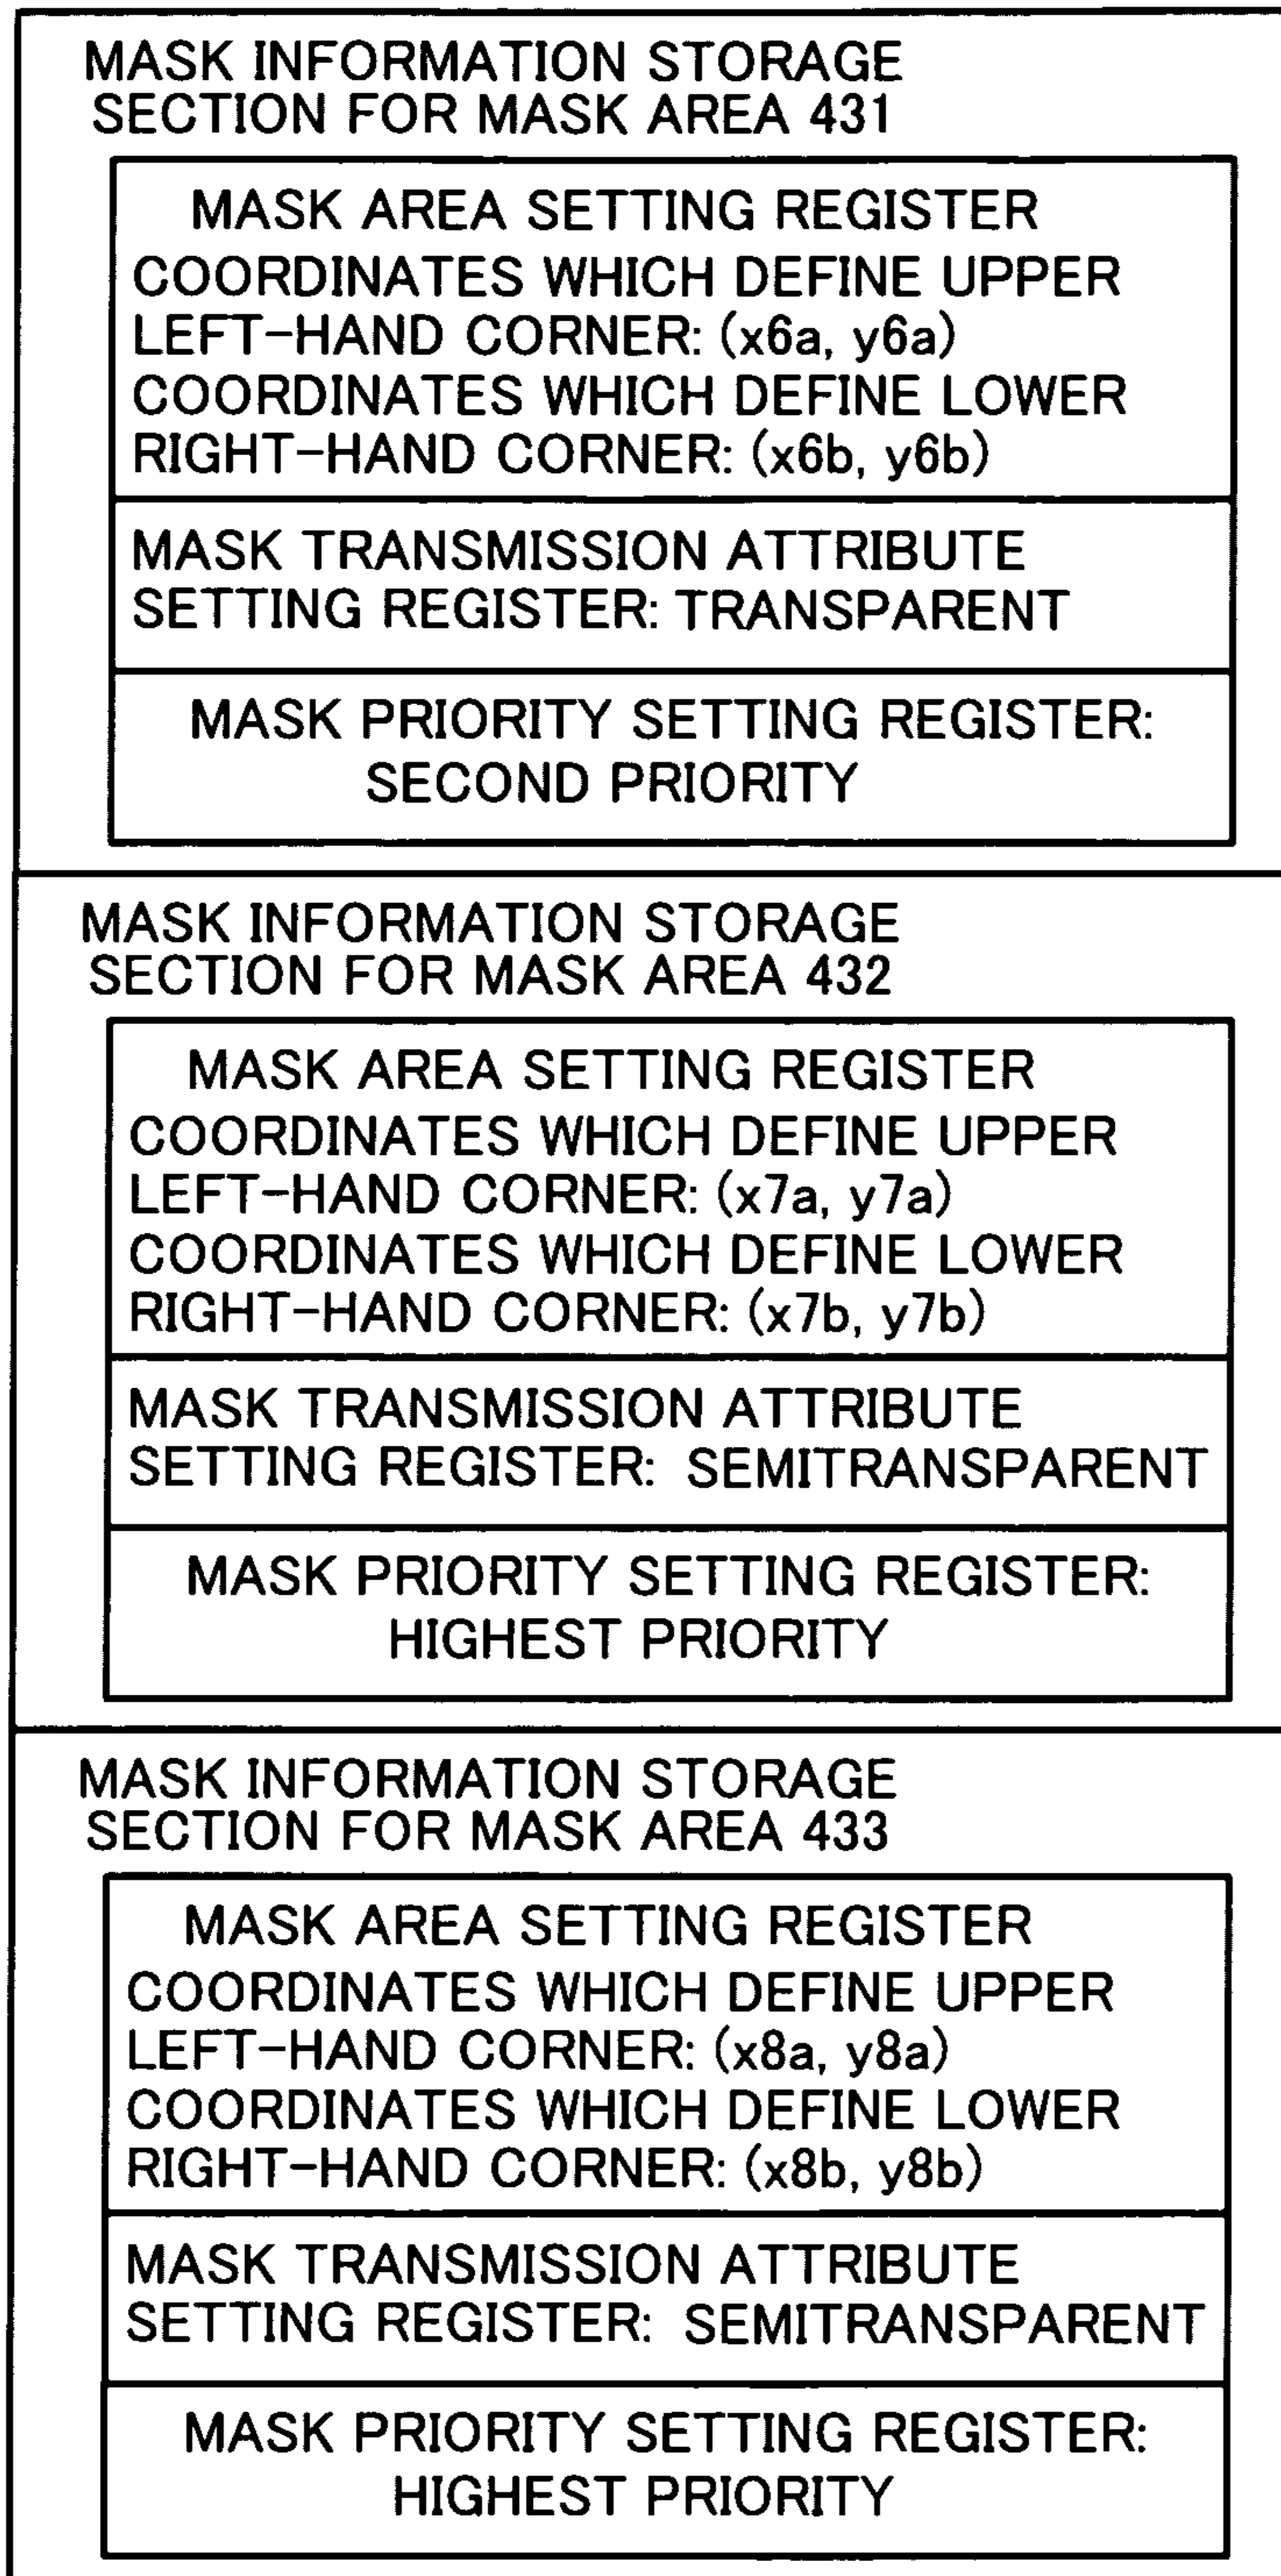 MASK INFORMATION STORAGE
SECTION FOR MASK AREA 431
MASK AREA SETTING REGISTER
COORDINATES WHICH DEFINE UPPER
LEFT-HAND CORNER: (x6a, y6a)
COORDINATES WHICH DEFINE LOWER
RIGHT-HAND CORNER: (x6b, y6b)
MASK TRANSMISSION ATTRIBUTE
SETTING REGISTER: TRANSPARENT
MASK PRIORITY SETTING REGISTER:
SECOND PRIORITY
MASK INFORMATION STORAGE
SECTION FOR MASK AREA 432
MASK AREA SETTING REGISTER
COORDINATES WHICH DEFINE UPPER
LEFT-HAND CORNER: (x7a, y7a)
COORDINATES WHICH DEFINE LOWER
RIGHT-HAND CORNER: (x7b, y7b)
MASK TRANSMISSION ATTRIBUTE
SETTING REGISTER: SEMITRANSPARENT
MASK PRIORITY SETTING REGISTER:
HIGHEST PRIORITY
MASK INFORMATION STORAGE
SECTION FOR MASK AREA 433
MASK AREA SETTING REGISTER
COORDINATES WHICH DEFINE UPPER
LEFT-HAND CORNER: (x8a, y8a)
COORDINATES WHICH DEFINE LOWER
RIGHT-HAND CORNER: (x8b, y8b)
MASK TRANSMISSION ATTRIBUTE
SETTING REGISTER: SEMITRANSPARENT
MASK PRIORITY SETTING REGISTER:
HIGHEST PRIORITY